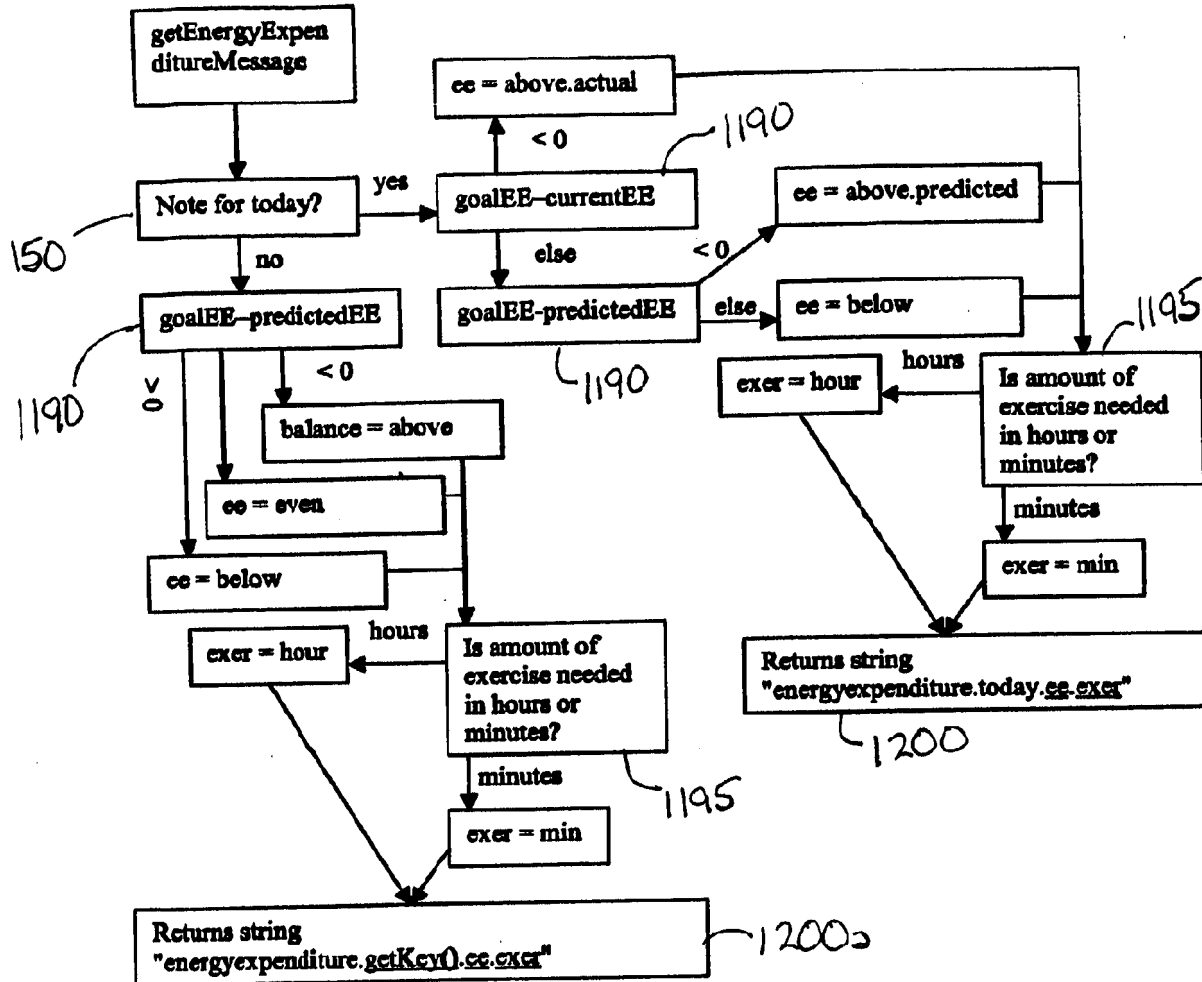 getEnergyExpen
ditureMessage
ee = above.actual
< 0
1190
Note for today?
yes
goalEE–currentEE
ee = above.predicted
150
no
else
< 0
goalEE–predictedEE
goalEE-predictedEE
else
ee = below
1195
1190
< 0
1190
> 0
hours
exer = hour
Is amount of
exercise needed
in hours or
minutes?
balance = above
ee = even
minutes
ee = below
exer = min
hours
exer = hour
Is amount of
exercise needed
in hours or
minutes?
Returns string
"energyexpenditure.today.ee.exer"
1200
minutes
1195
exer = min
Returns string
"energyexpenditure.getKey().ee.exer"